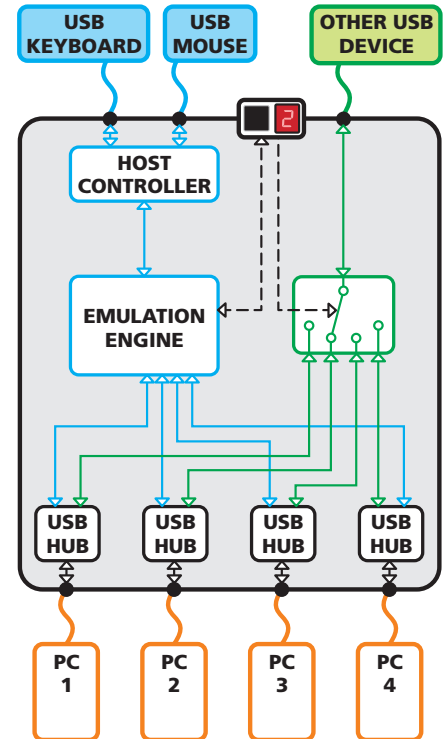 USB
KEYBOARD
USB
MOUSE
OTHER USB
DEVICE
2
HOST
CONTROLLER
EMULATION
ENGINE
USB
HUB
USB
HUB
USB
HUB
USB
HUB
PC
1
PC
2
PC
3
PC
4